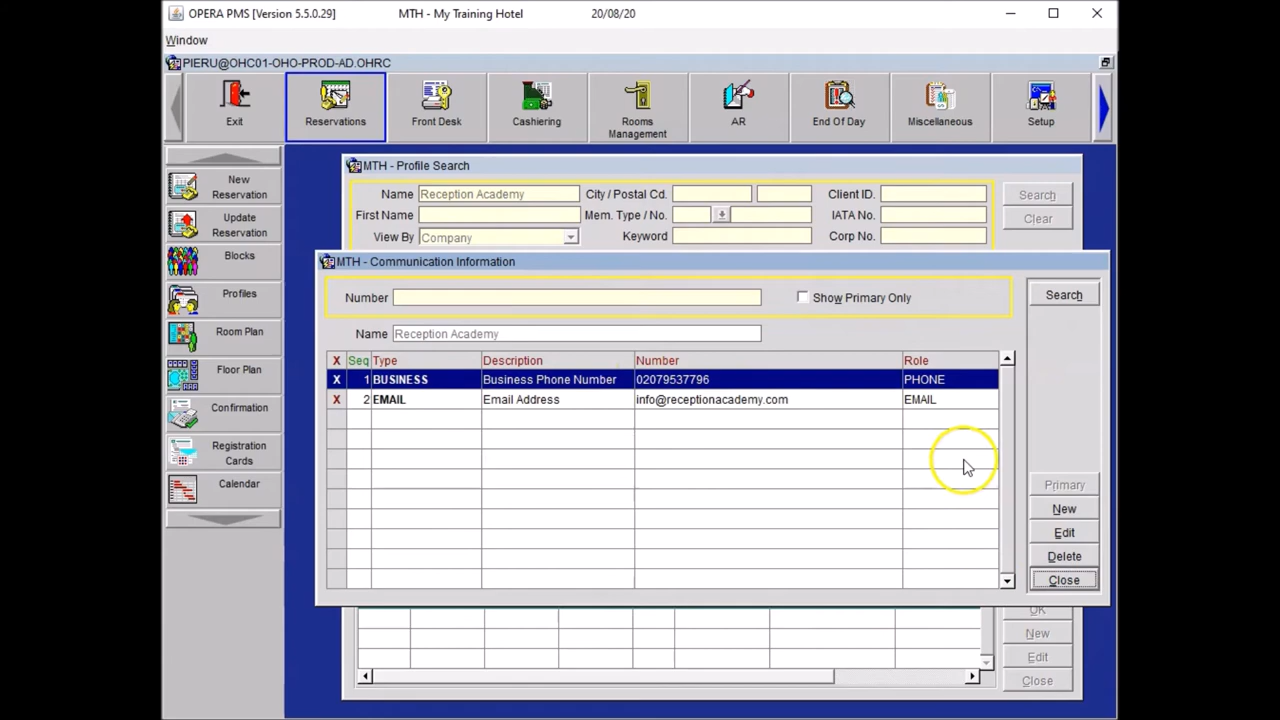 OPERA PMS [Version 5.5.0.29] MTH - My Training Hotel 20/08/20
Window
PIERU@OHC01-OHO-PROD-AD.OHRC
Exit
Reservations
Front Desk
Cashiering
Rooms
Management
AR
End Of Day
Miscellaneous
Setup
New
Reservation
Update
Reservation
Blocks
Profiles
Room Plan
Floor Plan
Confirmation
Registration
Cards
Calendar
MTH - Profile Search
Name Reception Academy City / Postal Cd. Client ID. Search
First Name Mem. Type / No. IATA No. Clear
View By Company Keyword Corp No.
MTH - Communication Information
Number Show Primary Only Search
Name Reception Academy
X Seq Type Description Number Role
X 1 BUSINESS Business Phone Number 02079537796 PHONE
X 2 EMAIL Email Address info@receptionacademy.com EMAIL
Primary
New
Edit
Delete
Close
OK
New
Edit
Close